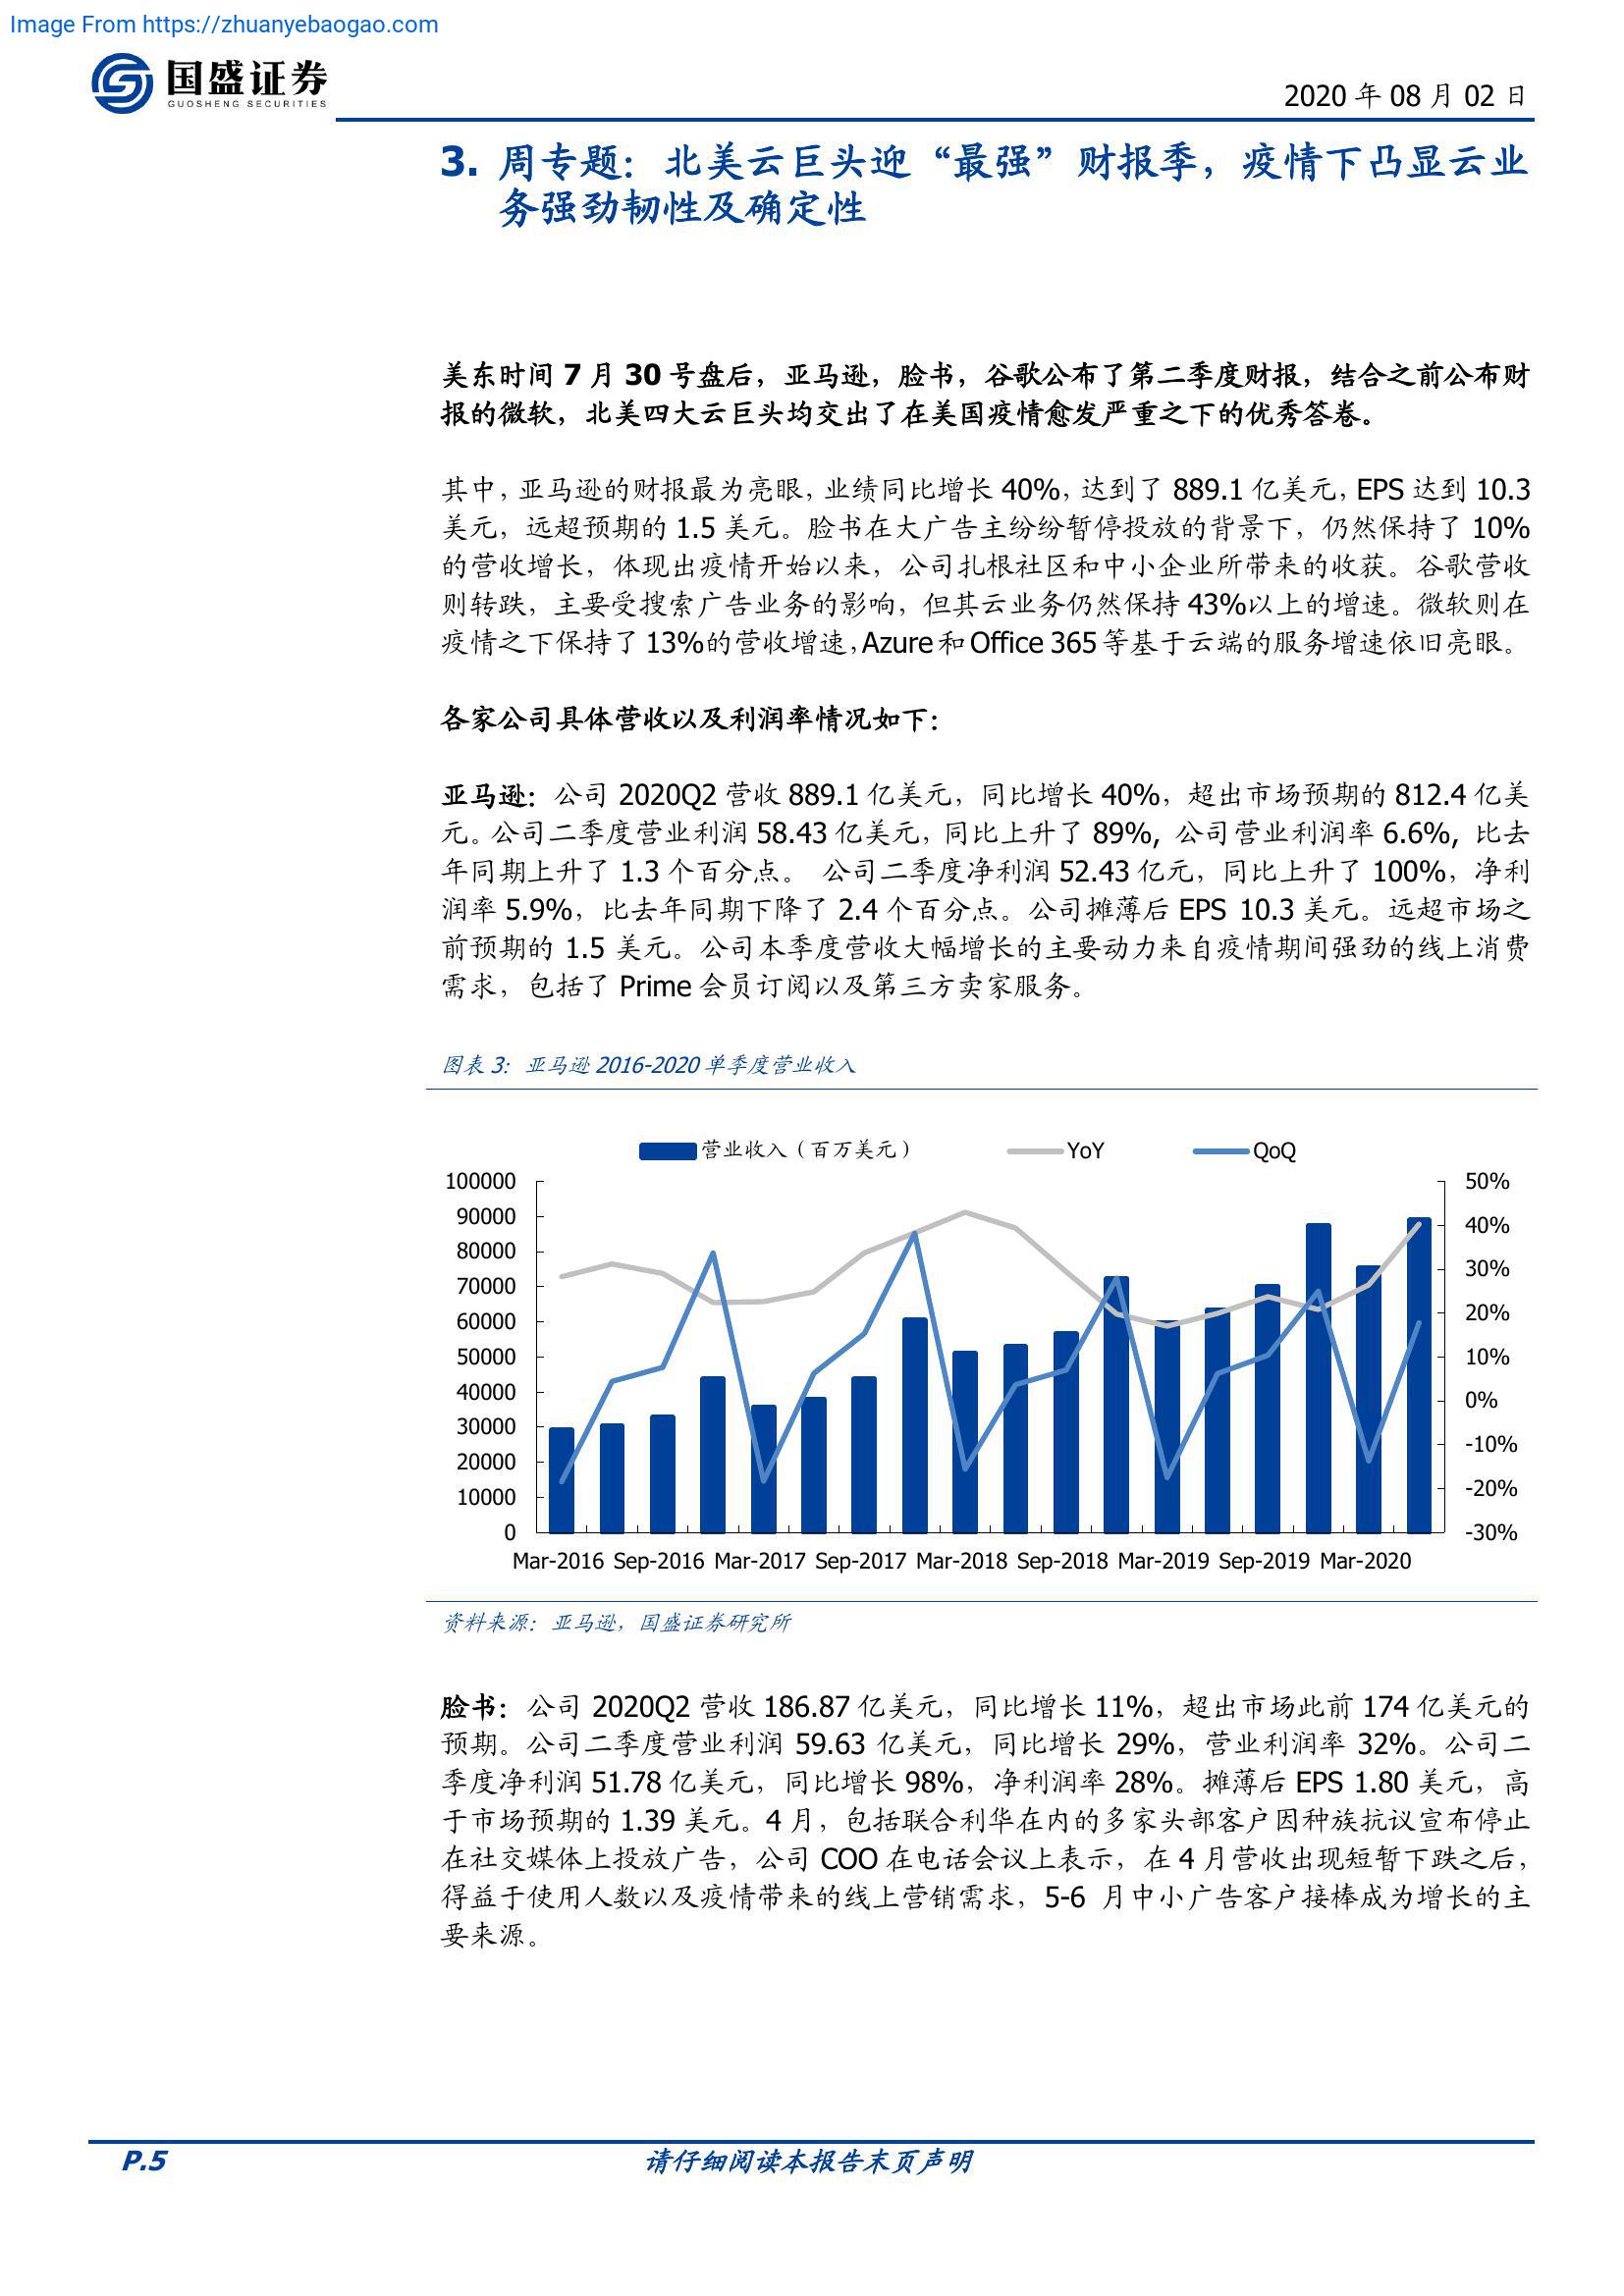 Image From https://zhuanyebaogao.com
国盛证券
GUOSHENG SECURITIES
2020 年 08 月 02 日
3. 周专题：北美云巨头迎“最强”财报季，疫情下凸显云业
务强劲韧性及确定性
美东时间 7 月 30 号盘后，亚马逊，脸书，谷歌公布了第二季度财报，结合之前公布财
报的微软，北美四大云巨头均交出了在美国疫情愈发严重之下的优秀答卷。
其中，亚马逊的财报最为亮眼，业绩同比增长 40%，达到了 889.1 亿美元，EPS 达到 10.3
美元，远超预期的 1.5 美元。脸书在大广告主纷纷暂停投放的背景下，仍然保持了 10%
的营收增长，体现出疫情开始以来，公司扎根社区和中小企业所带来的收获。谷歌营收
则转跌，主要受搜索广告业务的影响，但其云业务仍然保持 43%以上的增速。微软则在
疫情之下保持了 13%的营收增速，Azure 和 Office 365 等基于云端的服务增速依旧亮眼。
各家公司具体营收以及利润率情况如下：
亚马逊：公司 2020Q2 营收 889.1 亿美元，同比增长 40%，超出市场预期的 812.4 亿美
元。公司二季度营业利润 58.43 亿美元，同比上升了 89%, 公司营业利润率 6.6%, 比去
年同期上升了 1.3 个百分点。 公司二季度净利润 52.43 亿元，同比上升了 100%，净利
润率 5.9%，比去年同期下降了 2.4 个百分点。公司摊薄后 EPS 10.3 美元。远超市场之
前预期的 1.5 美元。公司本季度营收大幅增长的主要动力来自疫情期间强劲的线上消费
需求，包括了 Prime 会员订阅以及第三方卖家服务。
图表 3：亚马逊 2016-2020 单季度营业收入
营业收入（百万美元） YoY QoQ
100000 50%
90000 40%
80000 30%
70000 20%
60000 10%
50000 0%
40000 -10%
30000 -20%
20000 -30%
10000
0
Mar-2016 Sep-2016 Mar-2017 Sep-2017 Mar-2018 Sep-2018 Mar-2019 Sep-2019 Mar-2020
资料来源：亚马逊，国盛证券研究所
脸书：公司 2020Q2 营收 186.87 亿美元，同比增长 11%，超出市场此前 174 亿美元的
预期。公司二季度营业利润 59.63 亿美元，同比增长 29%，营业利润率 32%。公司二
季度净利润 51.78 亿美元，同比增长 98%，净利润率 28%。摊薄后 EPS 1.80 美元，高
于市场预期的 1.39 美元。4 月，包括联合利华在内的多家头部客户因种族抗议宣布停止
在社交媒体上投放广告，公司 COO 在电话会议上表示，在 4 月营收出现短暂下跌之后，
得益于使用人数以及疫情带来的线上营销需求，5-6 月中小广告客户接棒成为增长的主
要来源。
P.5 请仔细阅读本报告末页声明